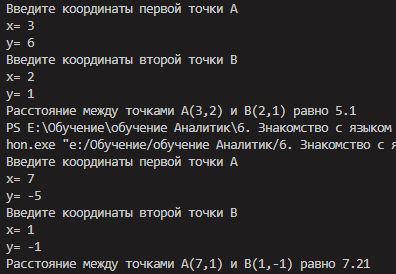 Введите координаты первой точки A
x= 3
y= 6
Введите координаты второй точки B
x= 2
y= 1
Расстояние между точками A(3,2) и B(2,1) равно 5.1
PS E:\Обучение\обучение Аналитик\6. Знакомство с языком
hon.exe "e:/Обучение/обучение Аналитик/6. Знакомство с я
Введите координаты первой точки A
x= 7
y= -5
Введите координаты второй точки B
x= 1
y= -1
Расстояние между точками A(7,1) и B(1,-1) равно 7.21